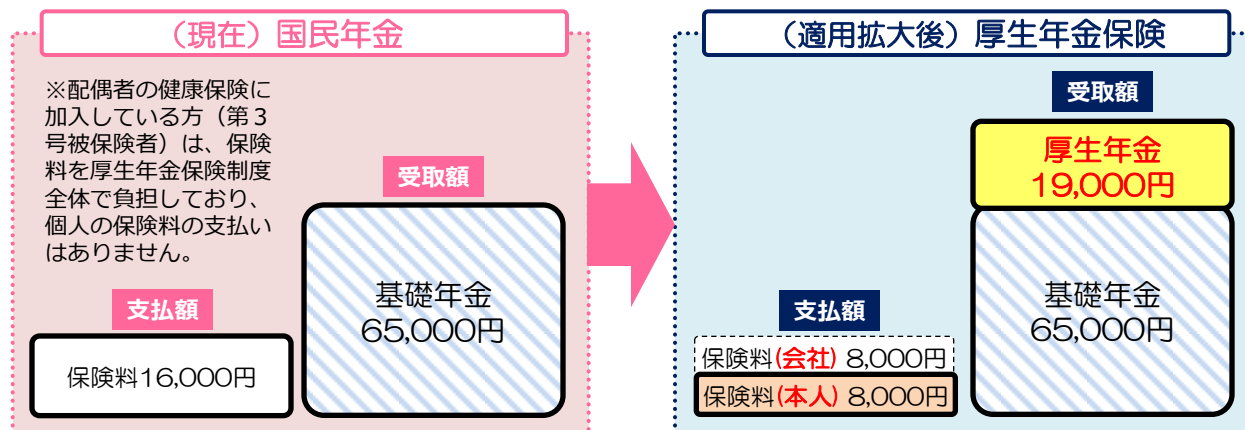 （現在）国民年金
※配偶者の健康保険に
加入している方（第３
号被保険者）は、保険
料を厚生年金保険制度
全体で負担しており、
個人の保険料の支払い
はありません。
受取額
基礎年金
65,000円
支払額
保険料16,000円
（適用拡大後）厚生年金保険
受取額
厚生年金
19,000円
基礎年金
65,000円
支払額
保険料(会社) 8,000円
保険料(本人) 8,000円